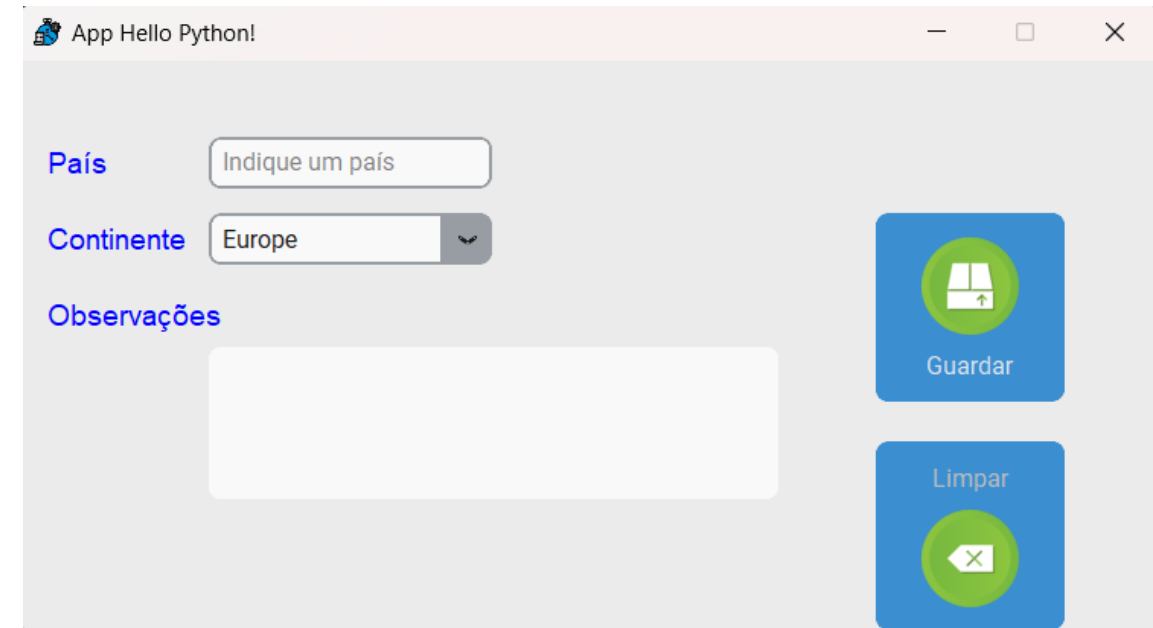 App Hello Python!
País
Indique um país
Continente
Europe
Observações
Guardar
Limpar